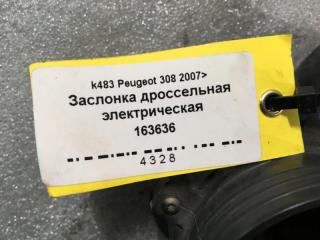 k483 Peugeot 308 2007>
Заслонка дроссельная
электрическая
163636
4328